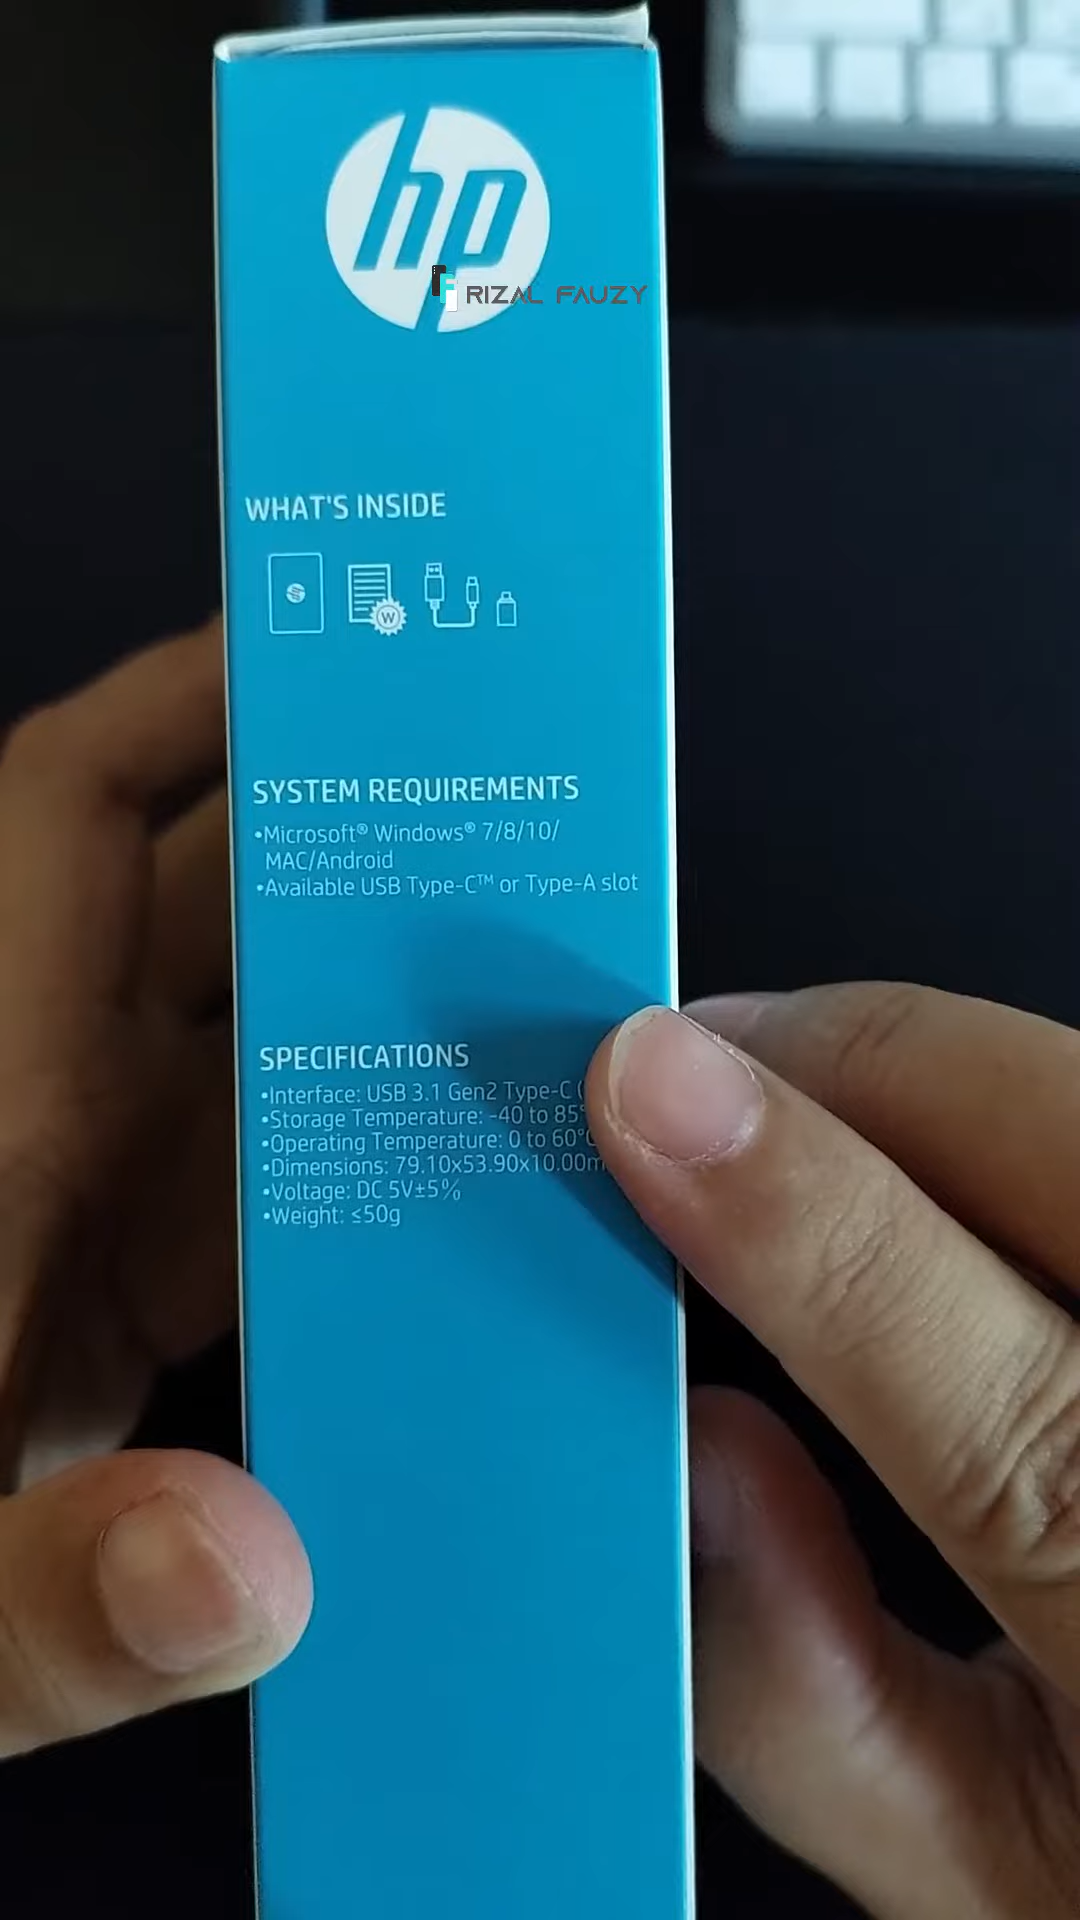 hp
RIZAL FAUZY
WHAT'S INSIDE
W
SYSTEM REQUIREMENTS
•Microsoft® Windows® 7/8/10/
MAC/Android
•Available USB Type-C™ or Type-A slot
SPECIFICATIONS
•Interface: USB 3.1 Gen2 Type-C (
•Storage Temperature: -40 to 85°
•Operating Temperature: 0 to 60°C
•Dimensions: 79.10x53.90x10.00m
•Voltage: DC 5V±5%
•Weight: ≤50g